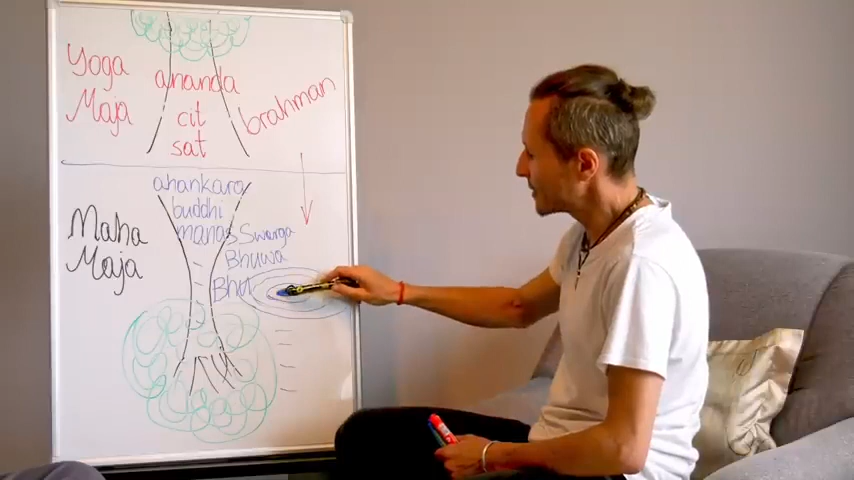 Yoga
Maja
ananda
cit
sat
brahman
ahankara
buddhi
manas
Maha
Maja
Swarga
Bhuwa
Bhu